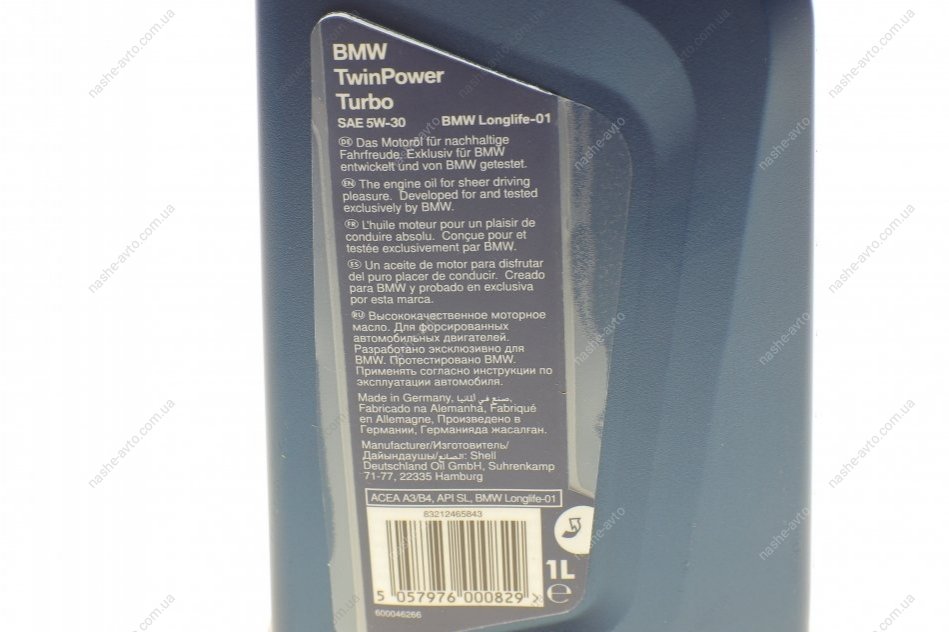 BMW
TwinPower
Turbo
SAE 5W-30 BMW Longlife-01
DE Das Motoröl für nachhaltige
Fahrfreude. Exklusiv für BMW
entwickelt und von BMW getestet.
EN The engine oil for sheer driving
pleasure. Developed for and tested
exclusively by BMW.
FR L'huile moteur pour un plaisir de
conduire absolu. Conçue pour et
testée exclusivement par BMW.
ES Un aceite de motor para disfrutar
del puro placer de conducir. Creado
para BMW y probado en exclusiva
por esta marca.
RU Высококачественное моторное
масло. Для форсированных
автомобильных двигателей.
Разработано эксклюзивно для
BMW. Протестировано BMW.
Применять согласно инструкции по
эксплуатации автомобиля.
Made in Germany, صنع في ألمانيا,
Fabricado na Alemanha, Fabriqué
en Allemagne, Произведено в
Германии, Германияда жасалған.
Manufacturer/Изготовитель/
Дайындаушы/الصانع: Shell
Deutschland Oil GmbH, Suhrenkamp
71-77, 22335 Hamburg
ACEA A3/B4, API SL, BMW Longlife-01
83212465843
5 057976 000829 >
1L
e
600046266
nashe-avto.com.ua